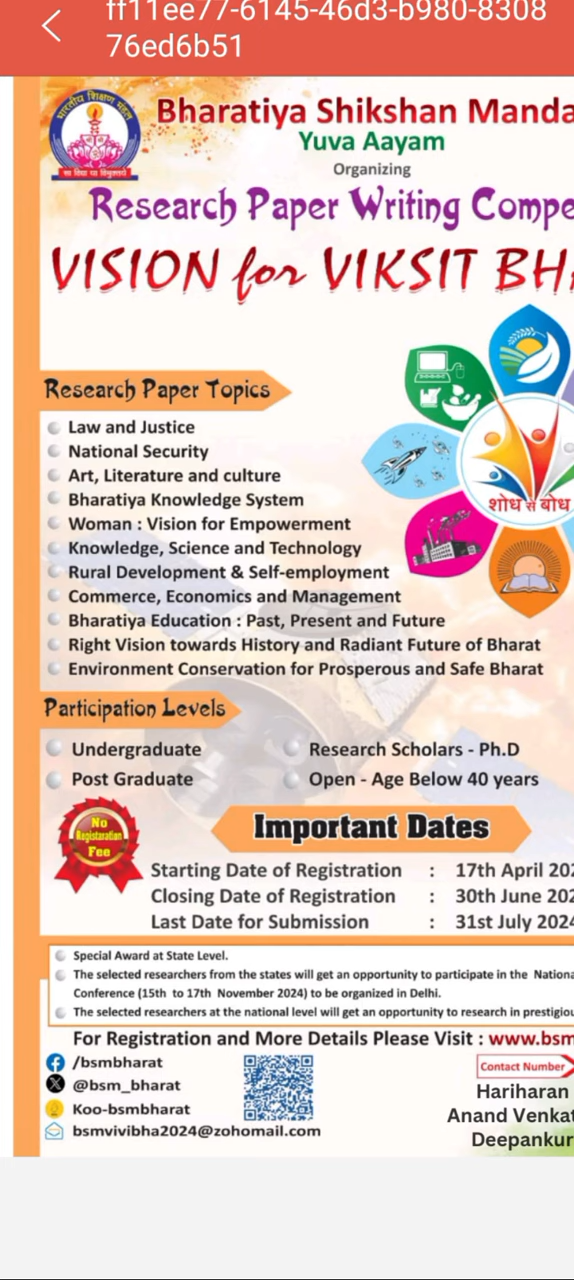 ff11ee77-6145-46d3-b980-8308
76ed6b51
भारतीय शिक्षण मंडल
सा विद्या या विमुक्तये
Bharatiya Shikshan Manda
Yuva Aayam
Organizing
Research Paper Writing Compe
VISION for VIKSIT BH
Research Paper Topics
Law and Justice
National Security
Art, Literature and culture
Bharatiya Knowledge System
Woman : Vision for Empowerment
Knowledge, Science and Technology
Rural Development & Self-employment
Commerce, Economics and Management
Bharatiya Education : Past, Present and Future
Right Vision towards History and Radiant Future of Bharat
Environment Conservation for Prosperous and Safe Bharat
शोध से बोध
Participation Levels
Undergraduate
Research Scholars - Ph.D
Post Graduate
Open - Age Below 40 years
No
Registaration
Fee
Important Dates
Starting Date of Registration : 17th April 202
Closing Date of Registration : 30th June 202
Last Date for Submission : 31st July 2024
Special Award at State Level.
The selected researchers from the states will get an opportunity to participate in the Nationa
Conference (15th to 17th November 2024) to be organized in Delhi.
The selected researchers at the national level will get an opportunity to research in prestigiou
For Registration and More Details Please Visit : www.bsm
/bsmbharat
@bsm_bharat
Koo-bsmbharat
bsmvivibha2024@zohomail.com
Contact Number
Hariharan
Anand Venkat
Deepankur